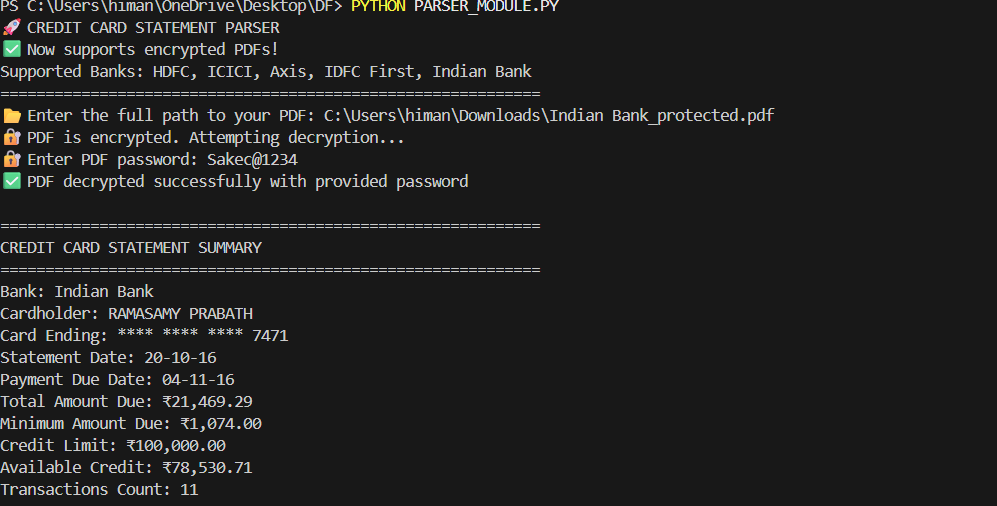 PS C:\Users\himan\OneDrive\Desktop\DF> PYTHON PARSER_MODULE.PY
🚀 CREDIT CARD STATEMENT PARSER
✅ Now supports encrypted PDFs!
Supported Banks: HDFC, ICICI, Axis, IDFC First, Indian Bank
============================================================
📂 Enter the full path to your PDF: C:\Users\himan\Downloads\Indian Bank_protected.pdf
🔐 PDF is encrypted. Attempting decryption...
🔐 Enter PDF password: Sakec@1234
✅ PDF decrypted successfully with provided password
============================================================
CREDIT CARD STATEMENT SUMMARY
============================================================
Bank: Indian Bank
Cardholder: RAMASAMY PRABATH
Card Ending: **** **** **** 7471
Statement Date: 20-10-16
Payment Due Date: 04-11-16
Total Amount Due: ₹21,469.29
Minimum Amount Due: ₹1,074.00
Credit Limit: ₹100,000.00
Available Credit: ₹78,530.71
Transactions Count: 11